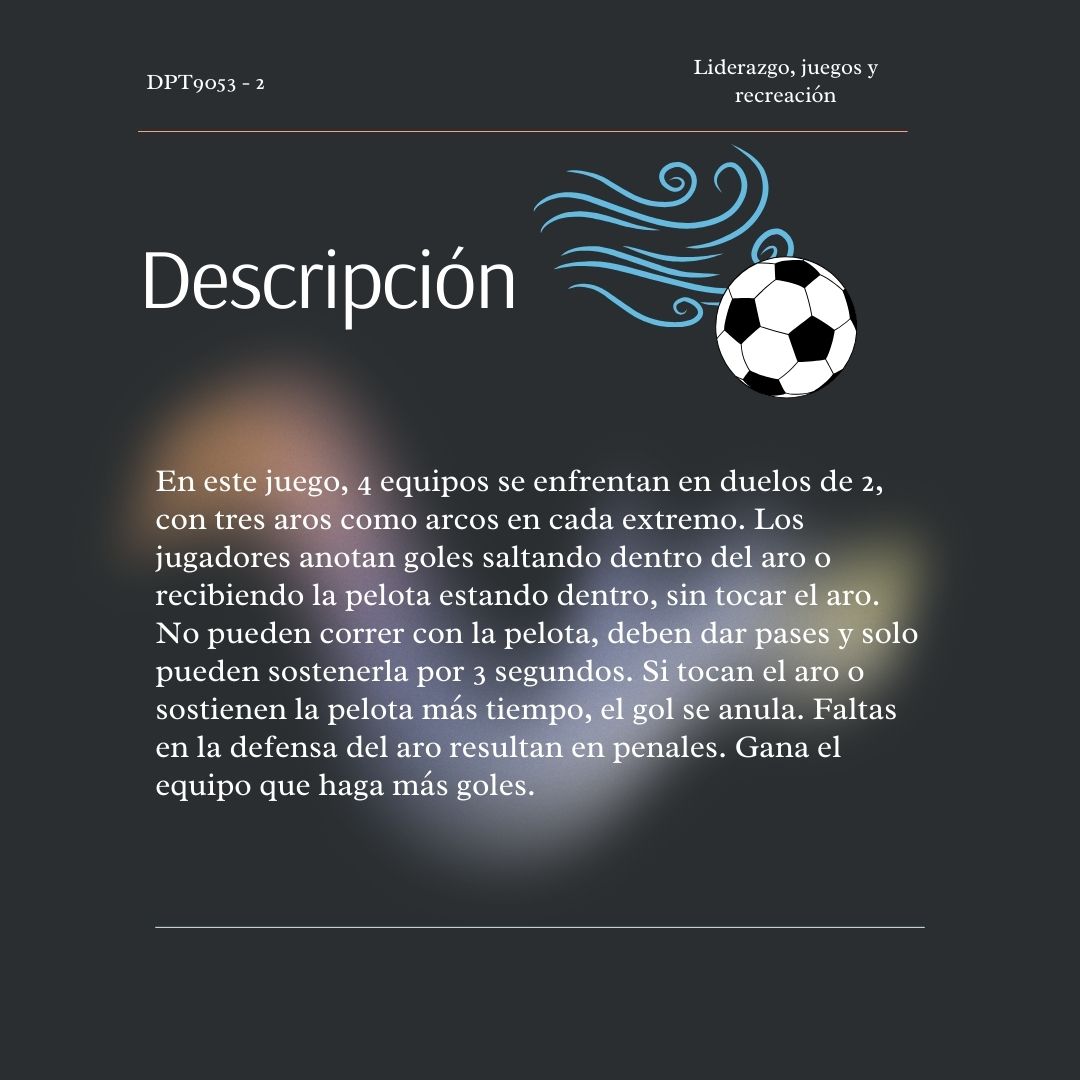 DPT9053 - 2
Liderazgo, juegos y
recreación
Descripción
En este juego, 4 equipos se enfrentan en duelos de 2,
con tres aros como arcos en cada extremo. Los
jugadores anotan goles saltando dentro del aro o
recibiendo la pelota estando dentro, sin tocar el aro.
No pueden correr con la pelota, deben dar pases y solo
pueden sostenerla por 3 segundos. Si tocan el aro o
sostienen la pelota más tiempo, el gol se anula. Faltas
en la defensa del aro resultan en penales. Gana el
equipo que haga más goles.